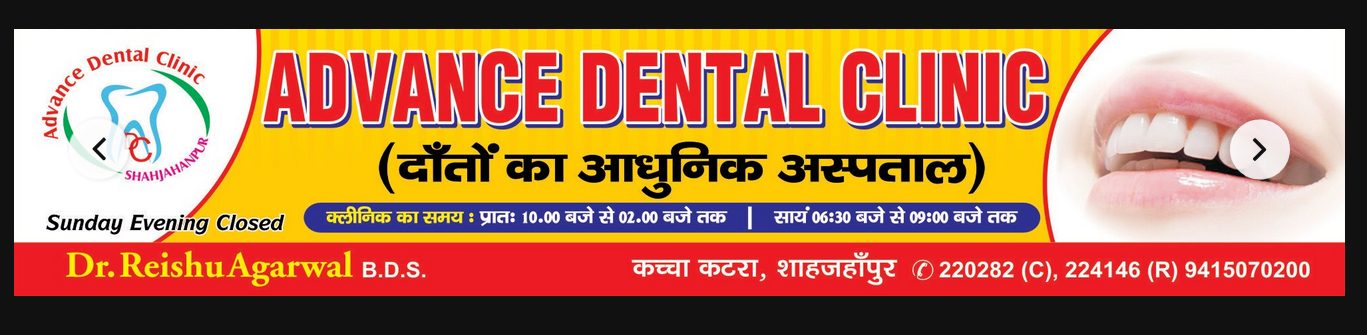 Advance Dental Clinic
DC
SHAHJAHANPUR
ADVANCE DENTAL CLINIC
(दाँतों का आधुनिक अस्पताल)
Sunday Evening Closed
क्लीनिक का समय : प्रातः 10.00 बजे से 02.00 बजे तक | सायं 06:30 बजे से 09:00 बजे तक
Dr. Reishu Agarwal B.D.S.
कच्चा कटरा, शाहजहाँपुर ✆ 220282 (C), 224146 (R) 9415070200